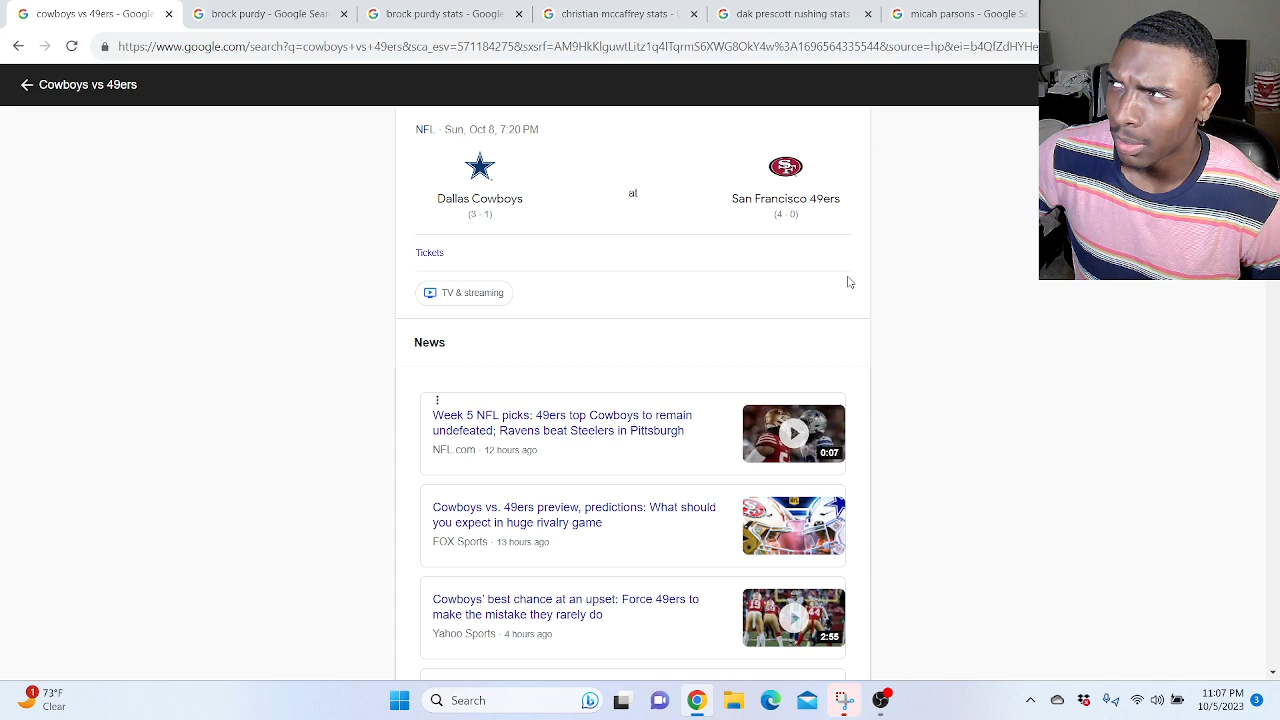 cowboys vs 49ers - Google
brock purdy - Google Sear
brock purdy stats - Google
christian mccaffery stats - G
dak prescott rushing stats
micah parsons - Google Se
Cowboys vs 49ers
NFL · Sun, Oct 8, 7:20 PM
Dallas Cowboys
at
San Francisco 49ers
(3 - 1)
(4 - 0)
Tickets
TV & streaming
News
Week 5 NFL picks: 49ers top Cowboys to remain
undefeated; Ravens beat Steelers in Pittsburgh
NFL.com · 12 hours ago
0:07
Cowboys vs. 49ers preview, predictions: What should
you expect in huge rivalry game
FOX Sports · 13 hours ago
Cowboys' best chance at an upset: Force 49ers to
make the mistake they rarely do
Yahoo Sports · 4 hours ago
2:55
1
73°F
Clear
Search
11:07 PM
10/5/2023
3